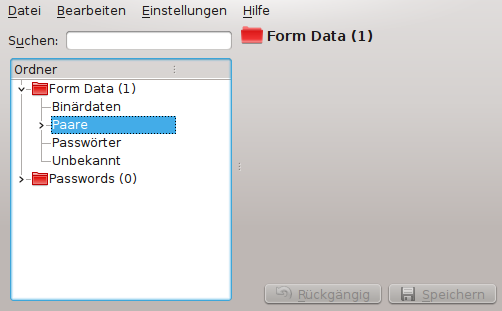 Datei Bearbeiten Einstellungen Hilfe
Suchen:
Form Data (1)
Ordner
Form Data (1)
Binärdaten
Paare
Passwörter
Unbekannt
Passwords (0)
Rückgängig Speichern